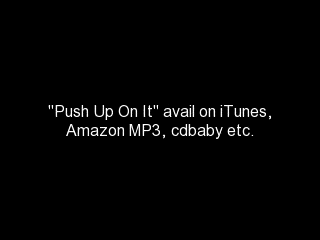 "Push Up On It" avail on iTunes,
Amazon MP3, cdbaby etc.